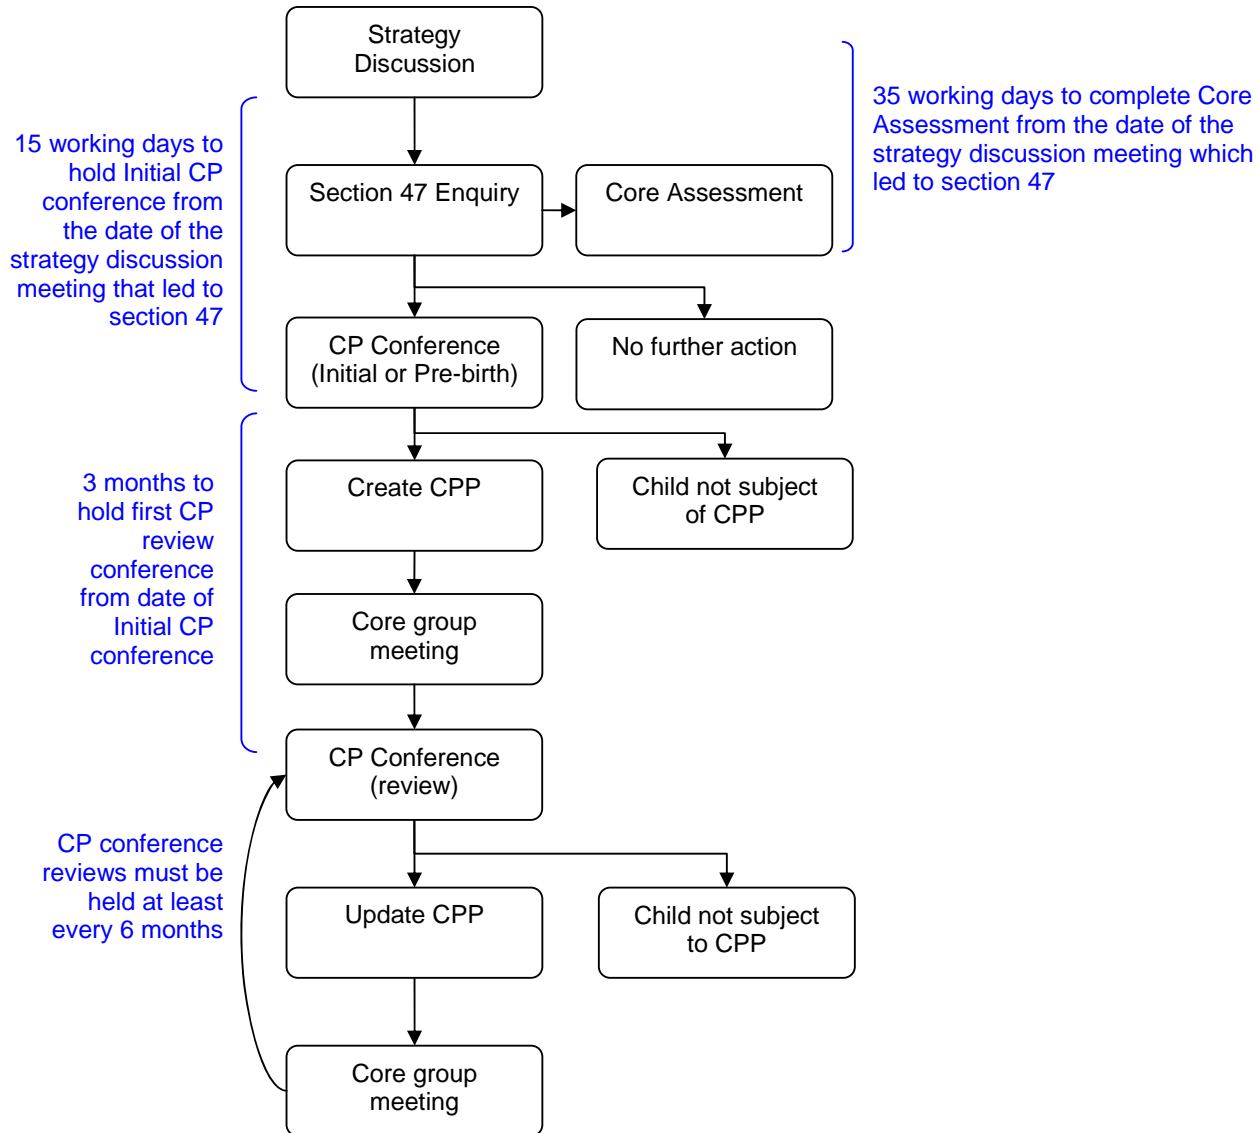 Strategy
Discussion
35 working days to complete Core
Assessment from the date of the
strategy discussion meeting which
led to section 47
15 working days to
hold Initial CP
conference from
the date of the
strategy discussion
meeting that led to
section 47
Section 47 Enquiry
Core Assessment
CP Conference
(Initial or Pre-birth)
No further action
3 months to
hold first CP
review
conference
from date of
Initial CP
conference
Create CPP
Child not subject
of CPP
Core group
meeting
CP Conference
(review)
CP conference
reviews must be
held at least
every 6 months
Update CPP
Child not subject
to CPP
Core group
meeting